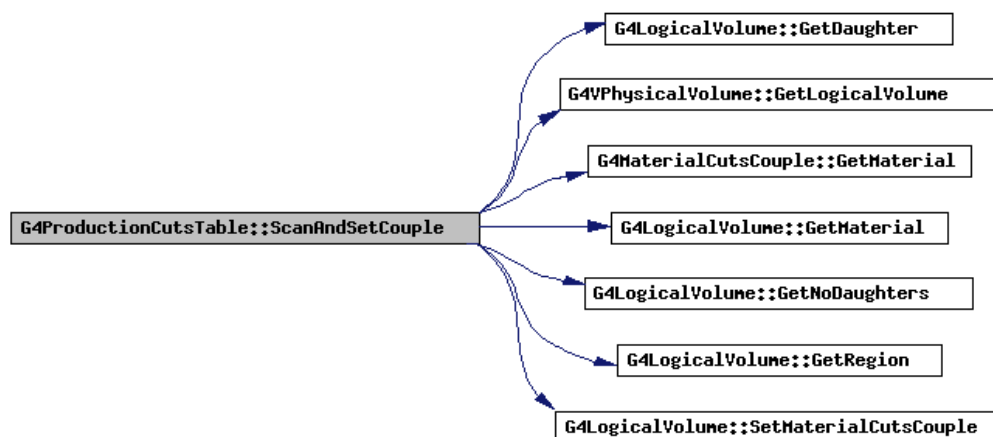 G4LogicalVolume::GetDaughter
G4VPhysicalVolume::GetLogicalVolume
G4MaterialCutsCouple::GetMaterial
G4ProductionCutsTable::ScanAndSetCouple
G4LogicalVolume::GetMaterial
G4LogicalVolume::GetNoDaughters
G4LogicalVolume::GetRegion
G4LogicalVolume::SetMaterialCutsCouple